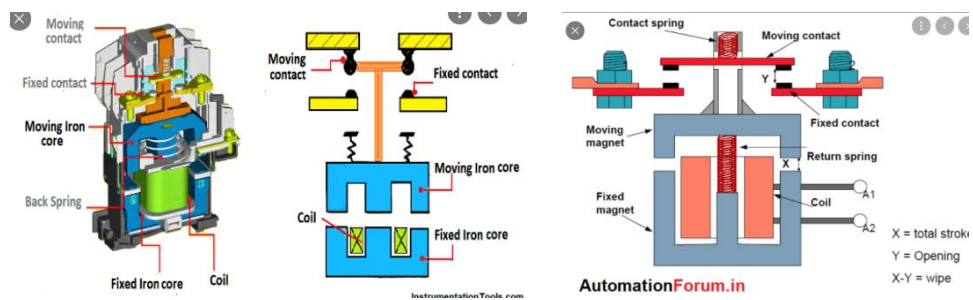 Moving
contact
Fixed contact
Moving Iron
core
Back Spring
Fixed Iron core
Coil
Moving
contact
Fixed contact
Moving Iron core
Coil
Fixed Iron core
InstrumentationTools.com
Contact spring
Moving contact
Y
Fixed contact
Moving
magnet
Return spring
X
Fixed
magnet
Coil
A1
A2
X = total stroke
Y = Opening
X-Y = wipe
AutomationForum.in